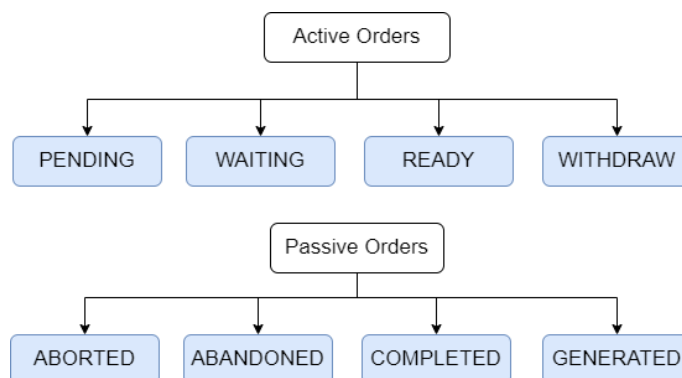 Active Orders
PENDING WAITING READY WITHDRAW
Passive Orders
ABORTED ABANDONED COMPLETED GENERATED